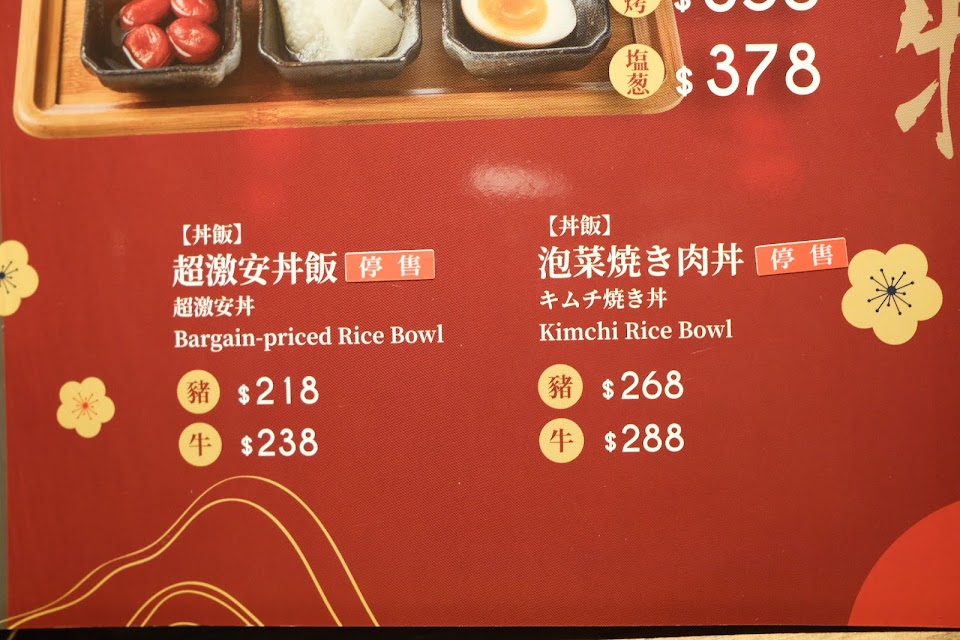 烤
塩葱 $378
【丼飯】
超激安丼飯 停售
超激安丼
Bargain-priced Rice Bowl
豬 $218
牛 $238
【丼飯】
泡菜焼き肉丼 停售
キムチ焼き丼
Kimchi Rice Bowl
豬 $268
牛 $288